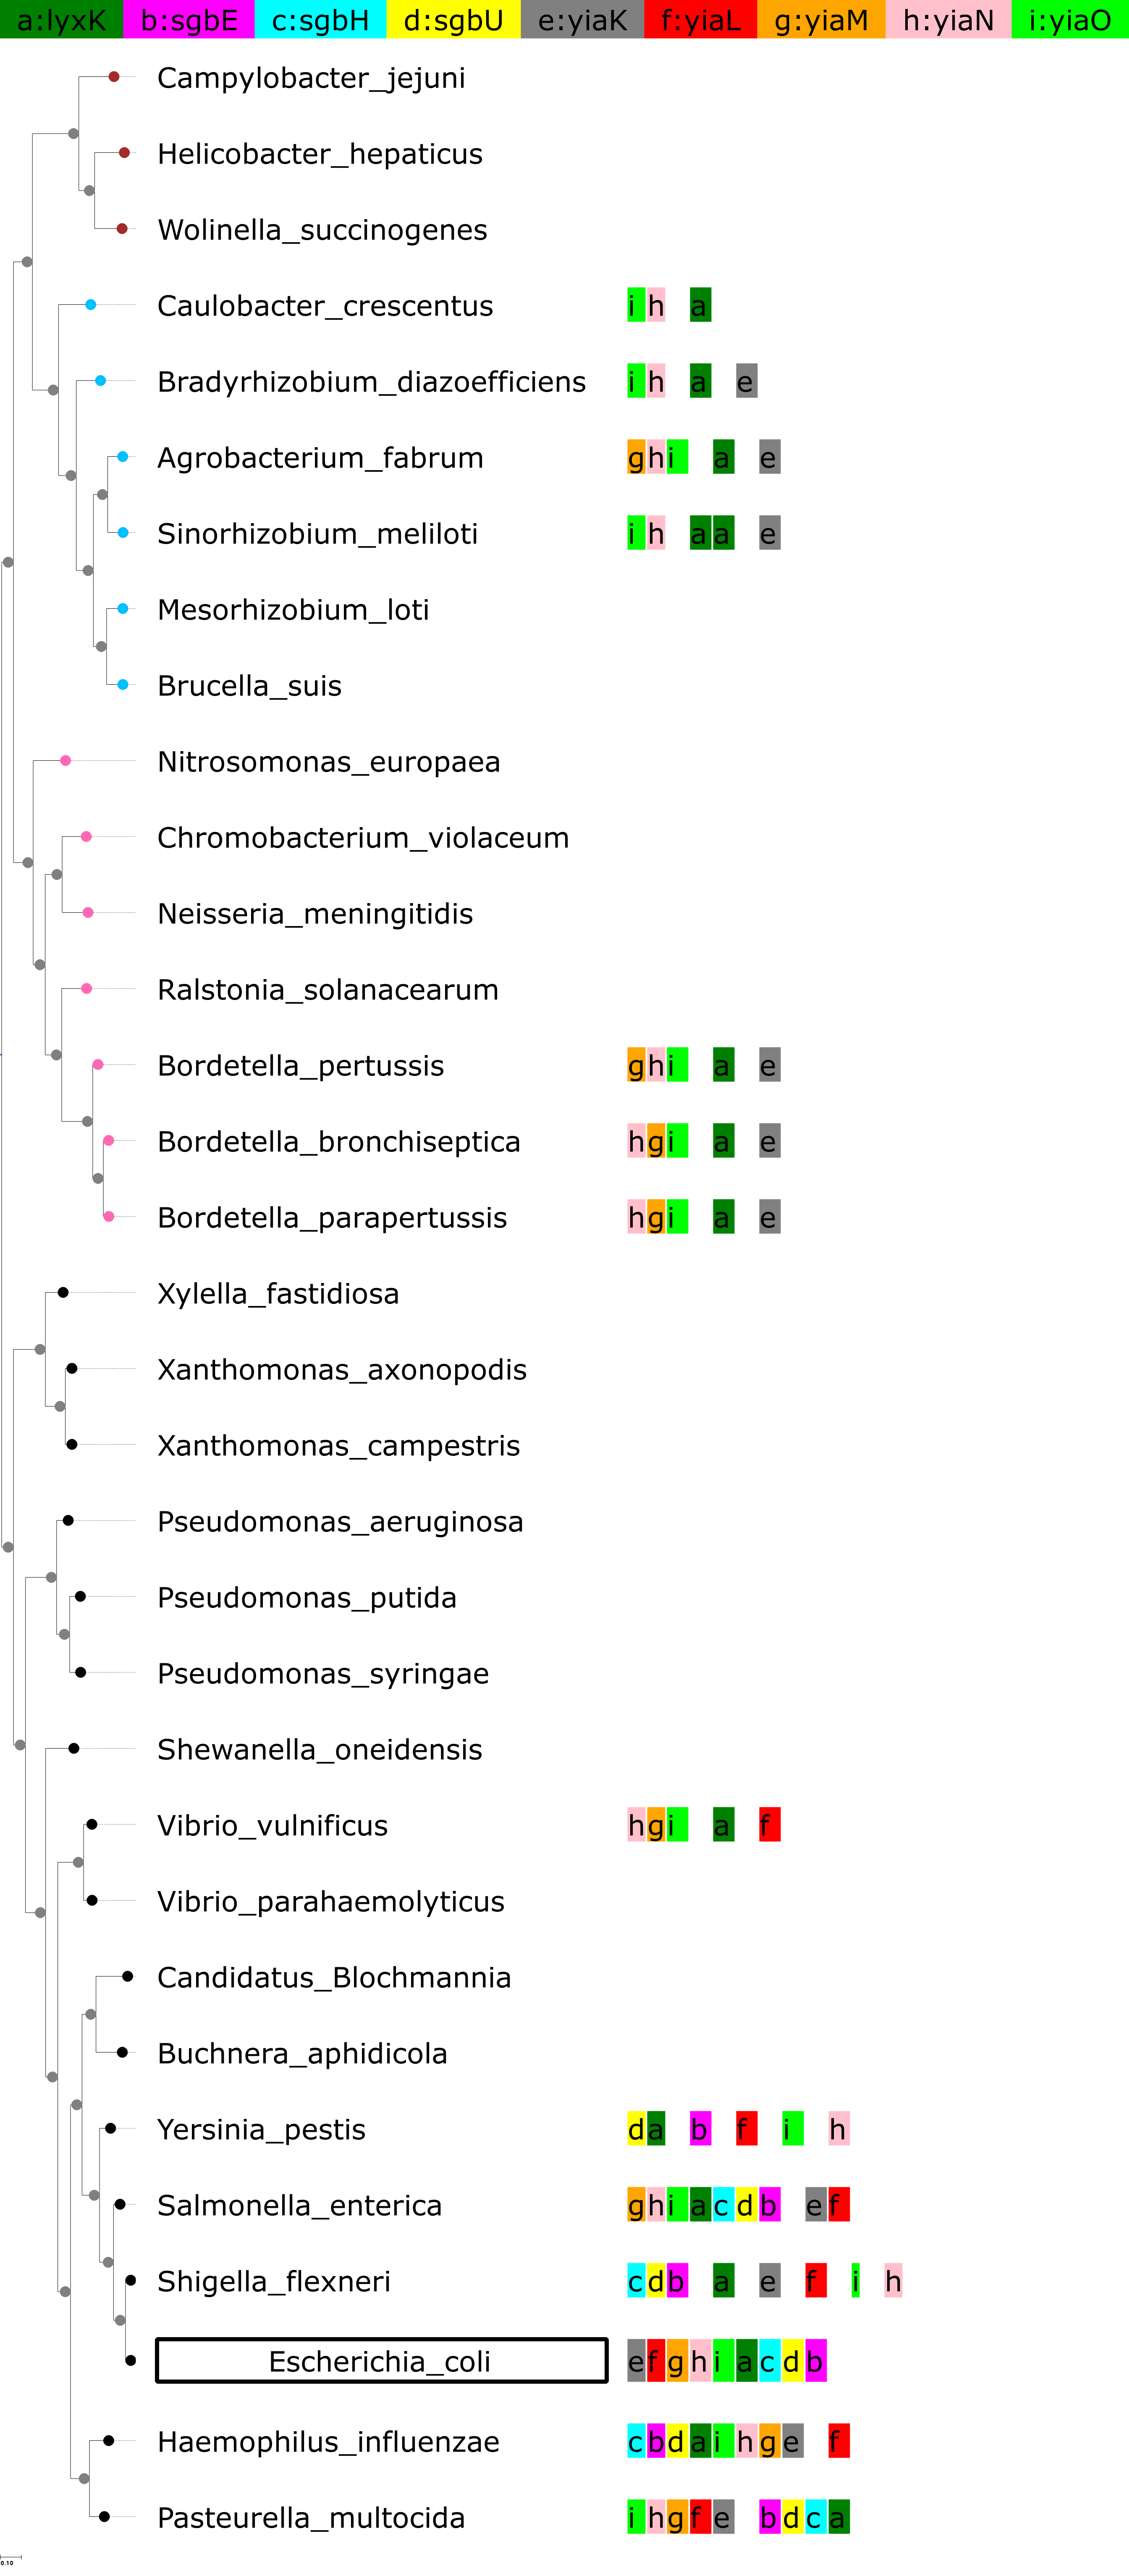 a:lyxK b:sgbE c:sgbH d:sgbU e:yiaK f:yiaL g:yiaM h:yiaN i:yiaO
Campylobacter_jejuni
Helicobacter_hepaticus
Wolinella_succinogenes
Caulobacter_crescentus i h a
Bradyrhizobium_diazoefficiens i h a e
Agrobacterium_fabrum g h i a e
Sinorhizobium_meliloti i h a a e
Mesorhizobium_loti
Brucella_suis
Nitrosomonas_europaea
Chromobacterium_violaceum
Neisseria_meningitidis
Ralstonia_solanacearum
Bordetella_pertussis g h i a e
Bordetella_bronchiseptica h g i a e
Bordetella_parapertussis h g i a e
Xylella_fastidiosa
Xanthomonas_axonopodis
Xanthomonas_campestris
Pseudomonas_aeruginosa
Pseudomonas_putida
Pseudomonas_syringae
Shewanella_oneidensis
Vibrio_vulnificus h g i a f
Vibrio_parahaemolyticus
Candidatus_Blochmannia
Buchnera_aphidicola
Yersinia_pestis d a b f i h
Salmonella_enterica g h i a c d b e f
Shigella_flexneri c d b a e f i h
Escherichia_coli e f g h i a c d b
Haemophilus_influenzae c b d a i h g e f
Pasteurella_multocida i h g f e b d c a
0.10